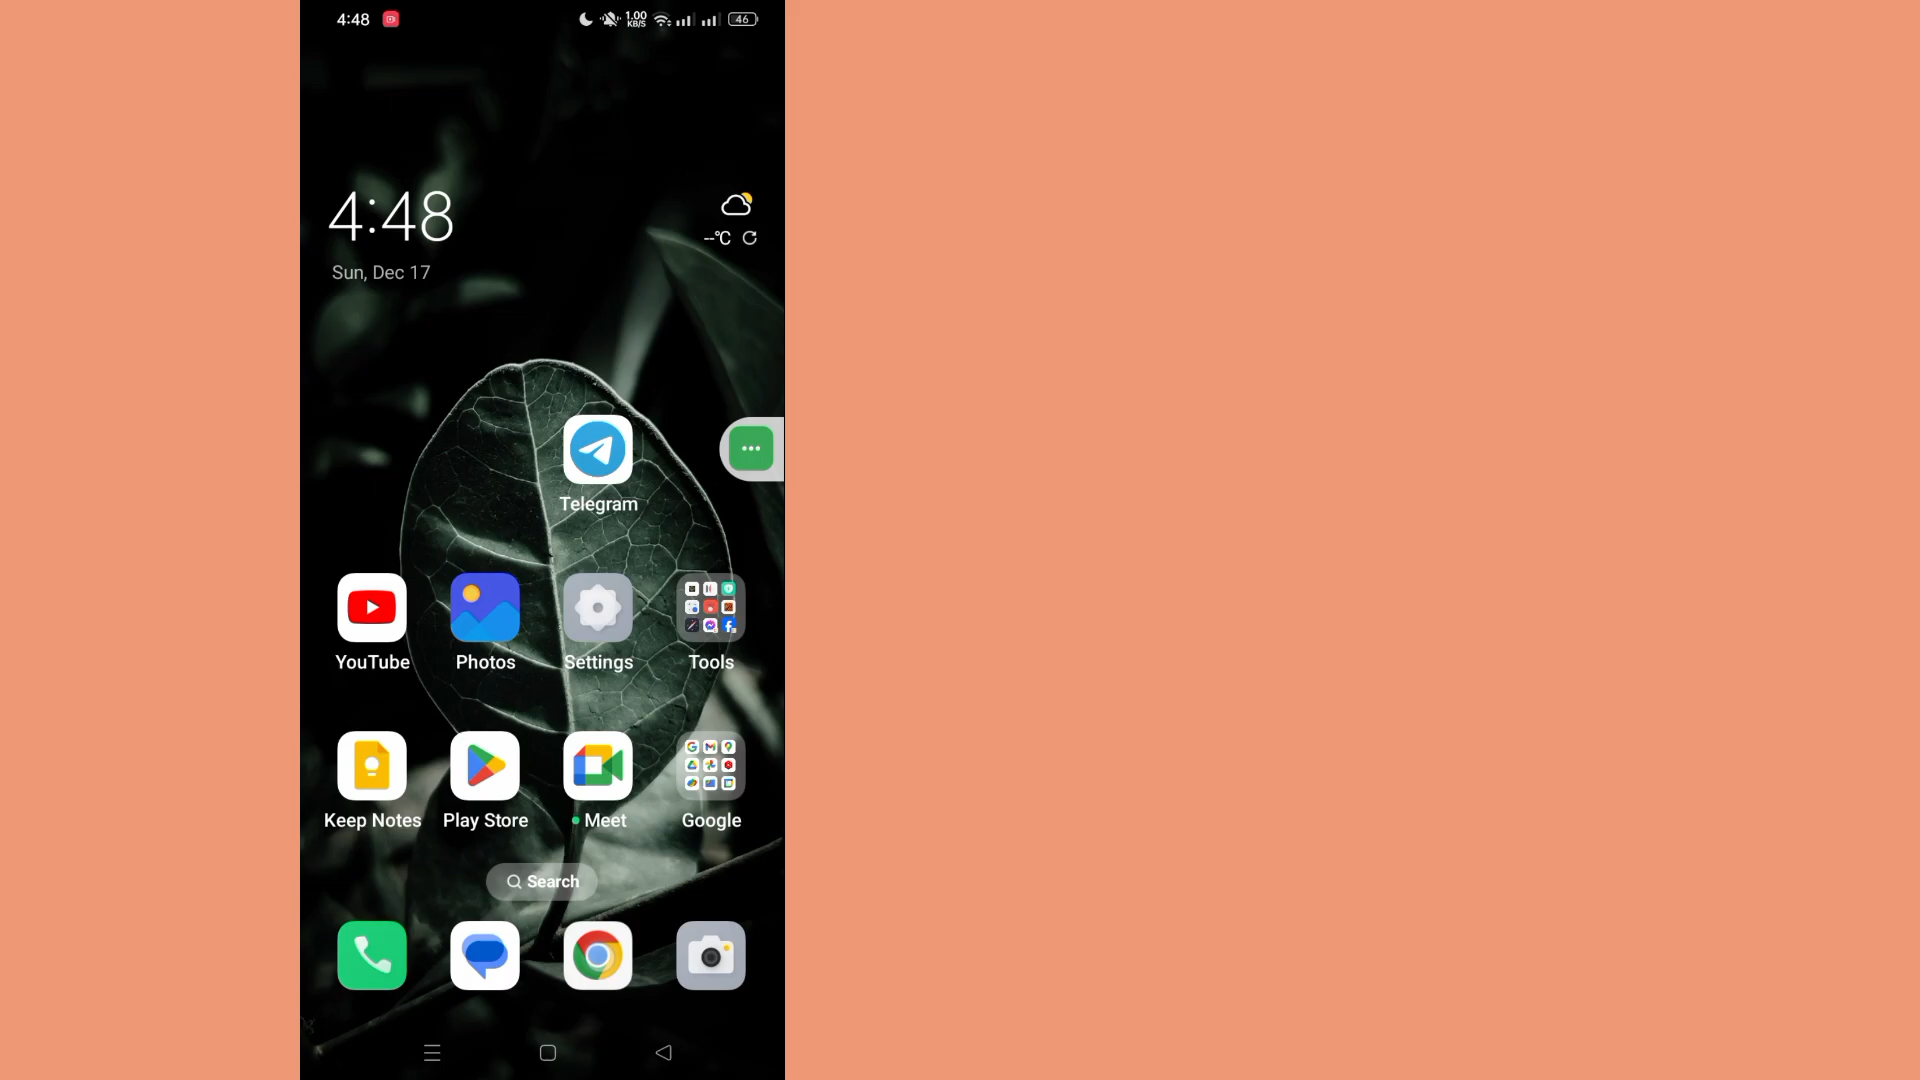 4:48
1.00
KB/S
46
4:48
--°C
Sun, Dec 17
Telegram
YouTube
Photos
Settings
Tools
Keep Notes
Play Store
Meet
Google
Search